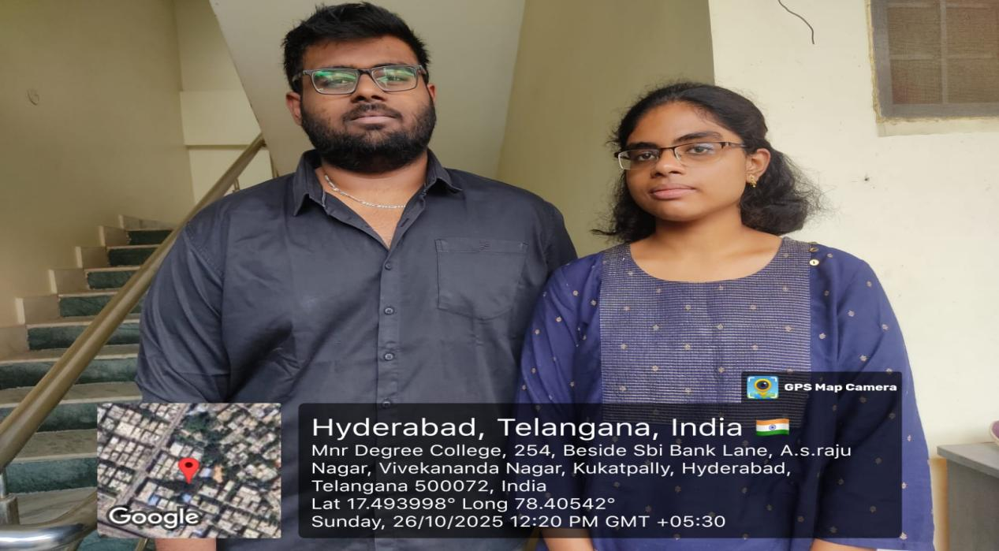 GPS Map Camera
Hyderabad, Telangana, India 🇮🇳
Mnr Degree College, 254, Beside Sbi Bank Lane, A.s.raju
Nagar, Vivekananda Nagar, Kukatpally, Hyderabad,
Telangana 500072, India
Lat 17.493998° Long 78.40542°
Sunday, 26/10/2025 12:20 PM GMT +05:30
Google